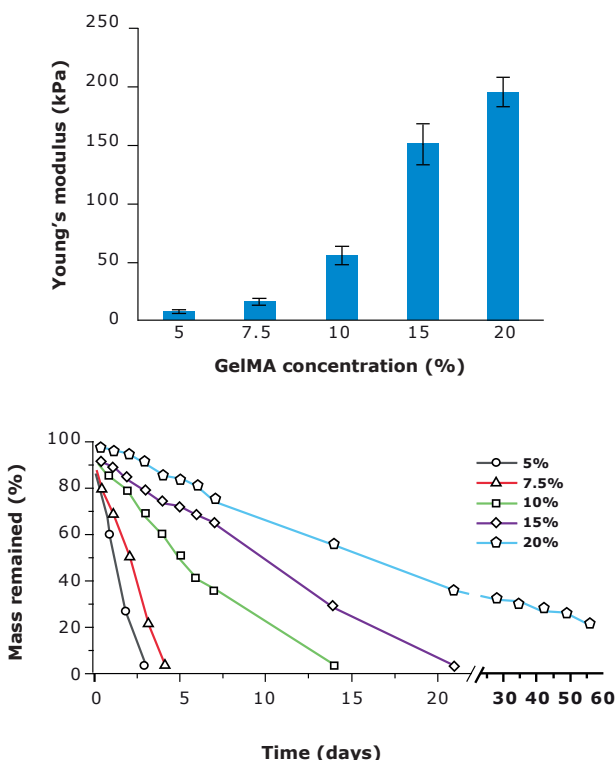 250
200
150
100
50
0
Young's modulus (kPa)
5 7.5 10 15 20
GelMA concentration (%)
100
80
60
40
20
0
Mass remained (%)
5%
7.5%
10%
15%
20%
0 5 10 15 20 30 40 50 60
Time (days)